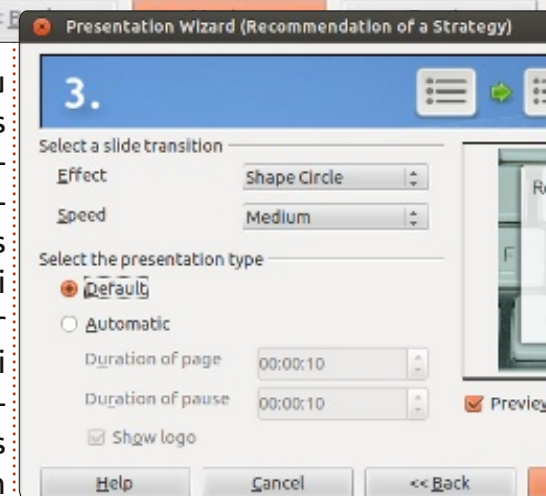 Presentation Wizard (Recommendation of a Strategy)
3.
Select a slide transition
Effect Shape Circle
Speed Medium
Select the presentation type
Default
Automatic
Duration of page 00:00:10
Duration of pause 00:00:10
Show logo
Preview
Help Cancel << Back